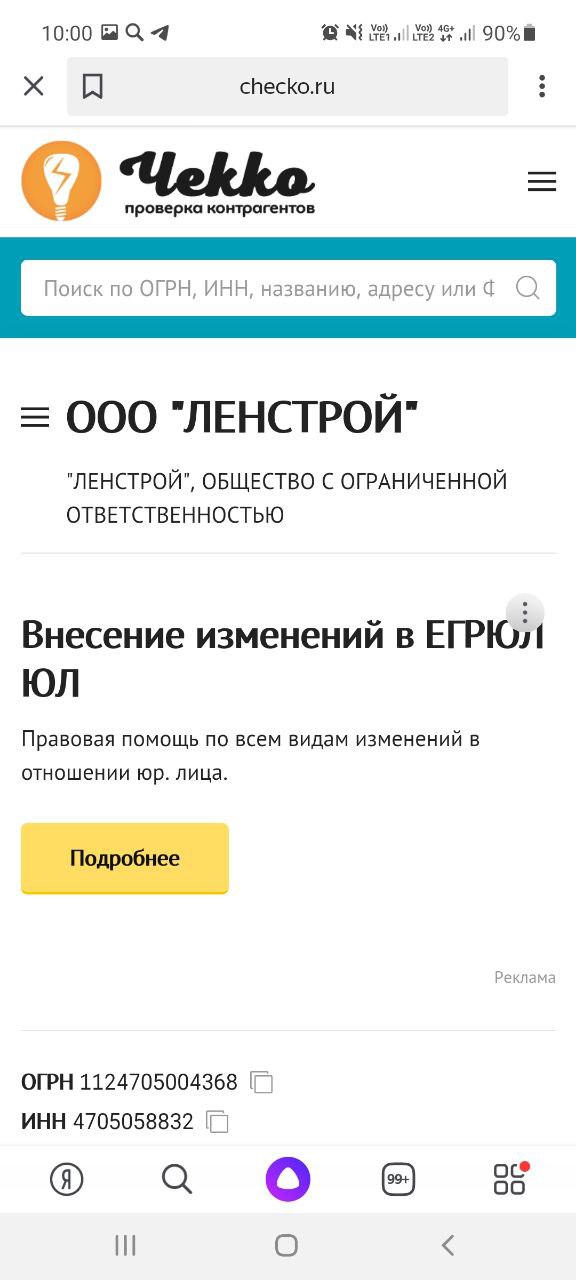 10:00
Vo)) LTE1 Vo)) LTE2 4G+ 90%
checko.ru
Чекко
проверка контрагентов
Поиск по ОГРН, ИНН, названию, адресу или
ООО "ЛЕНСТРОЙ"
"ЛЕНСТРОЙ", ОБЩЕСТВО С ОГРАНИЧЕННОЙ
ОТВЕТСТВЕННОСТЬЮ
Внесение изменений в ЕГРЮЛ
ЮЛ
Правовая помощь по всем видам изменений в
отношении юр. лица.
Подробнее
Реклама
ОГРН 1124705004368
ИНН 4705058832
Я 99+